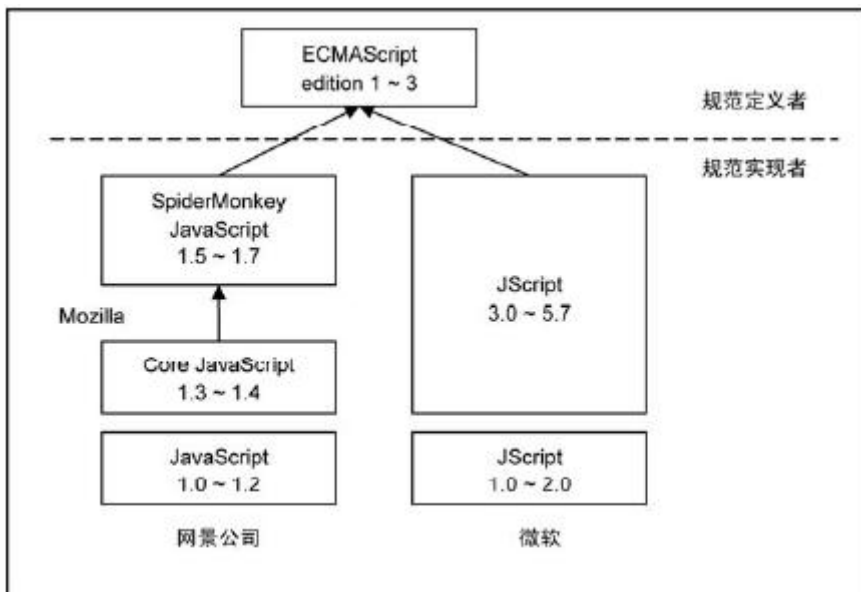 ECMAScript
edition 1 ~ 3
规范定义者
规范实现者
SpiderMonkey
JavaScript
1.5 ~ 1.7
JScript
3.0 ~ 5.7
Mozilla
Core JavaScript
1.3 ~ 1.4
JavaScript
1.0 ~ 1.2
JScript
1.0 ~ 2.0
网景公司
微软